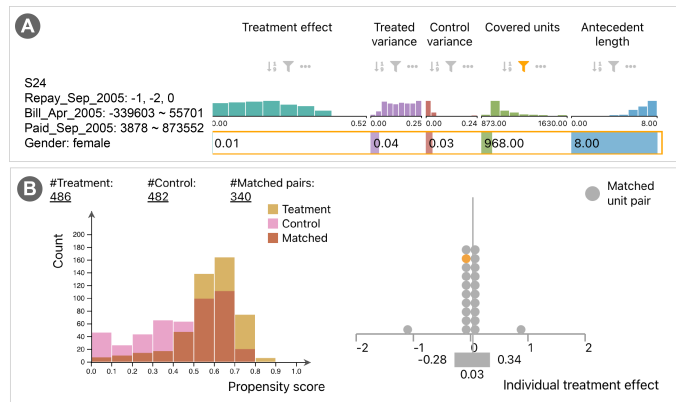 A
Treatment effect
Treated variance
Control variance
Covered units
Antecedent length
S24
Repay_Sep_2005: -1, -2, 0
Bill_Apr_2005: -339603 ~ 55701
Paid_Sep_2005: 3878 ~ 873552
Gender: female
0.00 0.52 0.00 0.25 0.00 0.24 873.00 1630.00 0.00 8.00
0.01 0.04 0.03 968.00 8.00
B
#Treatment: 486
#Control: 482
#Matched pairs: 340
Teatment
Control
Matched
Count
200
180
160
140
120
100
80
60
40
20
0
0.0 0.1 0.2 0.3 0.4 0.5 0.6 0.7 0.8 0.9 1.0
Propensity score
Matched unit pair
-2 -1 0 1 2
-0.28 0.34
0.03
Individual treatment effect